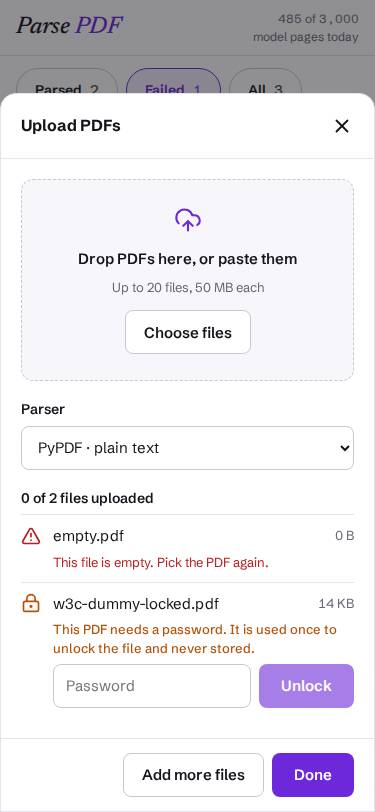 Parse PDF
485 of 3,000
model pages today
Parsed 2
Failed 1
All 3
Upload PDFs
Drop PDFs here, or paste them
Up to 20 files, 50 MB each
Choose files
Parser
PyPDF · plain text
0 of 2 files uploaded
empty.pdf 0 B
This file is empty. Pick the PDF again.
w3c-dummy-locked.pdf 14 KB
This PDF needs a password. It is used once to
unlock the file and never stored.
Password
Unlock
Add more files
Done